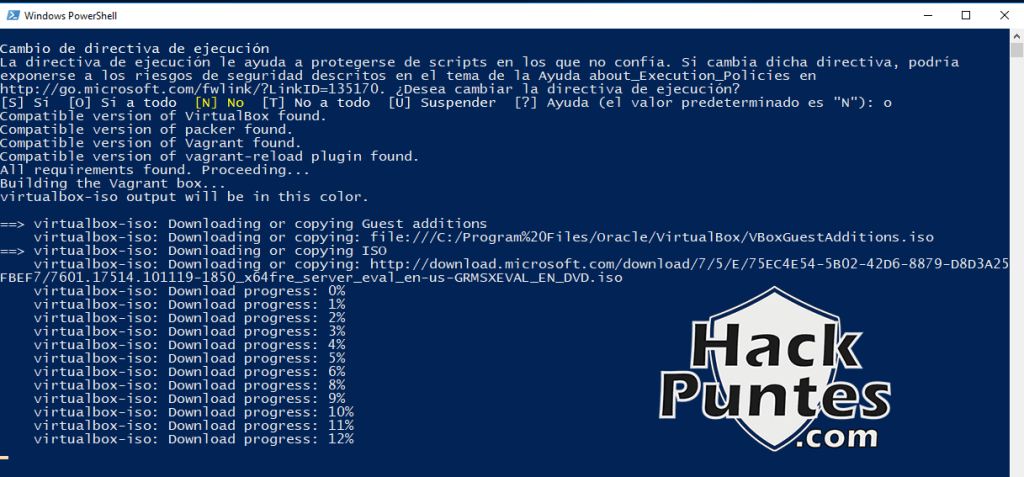 Windows PowerShell
Cambio de directiva de ejecución
La directiva de ejecución le ayuda a protegerse de scripts en los que no confía. Si cambia dicha directiva, podría
exponerse a los riesgos de seguridad descritos en el tema de la Ayuda about_Execution_Policies en
http://go.microsoft.com/fwlink/?LinkID=135170. ¿Desea cambiar la directiva de ejecución?
[S] Sí  [O] Sí a todo  [N] No  [T] No a todo  [U] Suspender  [?] Ayuda (el valor predeterminado es "N"): o
Compatible version of VirtualBox found.
Compatible version of packer found.
Compatible version of Vagrant found.
Compatible version of vagrant-reload plugin found.
All requirements found. Proceeding...
Building the Vagrant box...
virtualbox-iso output will be in this color.
==> virtualbox-iso: Downloading or copying Guest additions
    virtualbox-iso: Downloading or copying: file:///C:/Program%20Files/Oracle/VirtualBox/VBoxGuestAdditions.iso
==> virtualbox-iso: Downloading or copying ISO
    virtualbox-iso: Downloading or copying: http://download.microsoft.com/download/7/5/E/75EC4E54-5B02-42D6-8879-D8D3A25
FBEF7/7601.17514.101119-1850_x64fre_server_eval_en-us-GRMSXEVAL_EN_DVD.iso
    virtualbox-iso: Download progress: 0%
    virtualbox-iso: Download progress: 1%
    virtualbox-iso: Download progress: 2%
    virtualbox-iso: Download progress: 3%
    virtualbox-iso: Download progress: 4%
    virtualbox-iso: Download progress: 5%
    virtualbox-iso: Download progress: 6%
    virtualbox-iso: Download progress: 8%
    virtualbox-iso: Download progress: 9%
    virtualbox-iso: Download progress: 10%
    virtualbox-iso: Download progress: 11%
    virtualbox-iso: Download progress: 12%
Hack
Puntes
.com